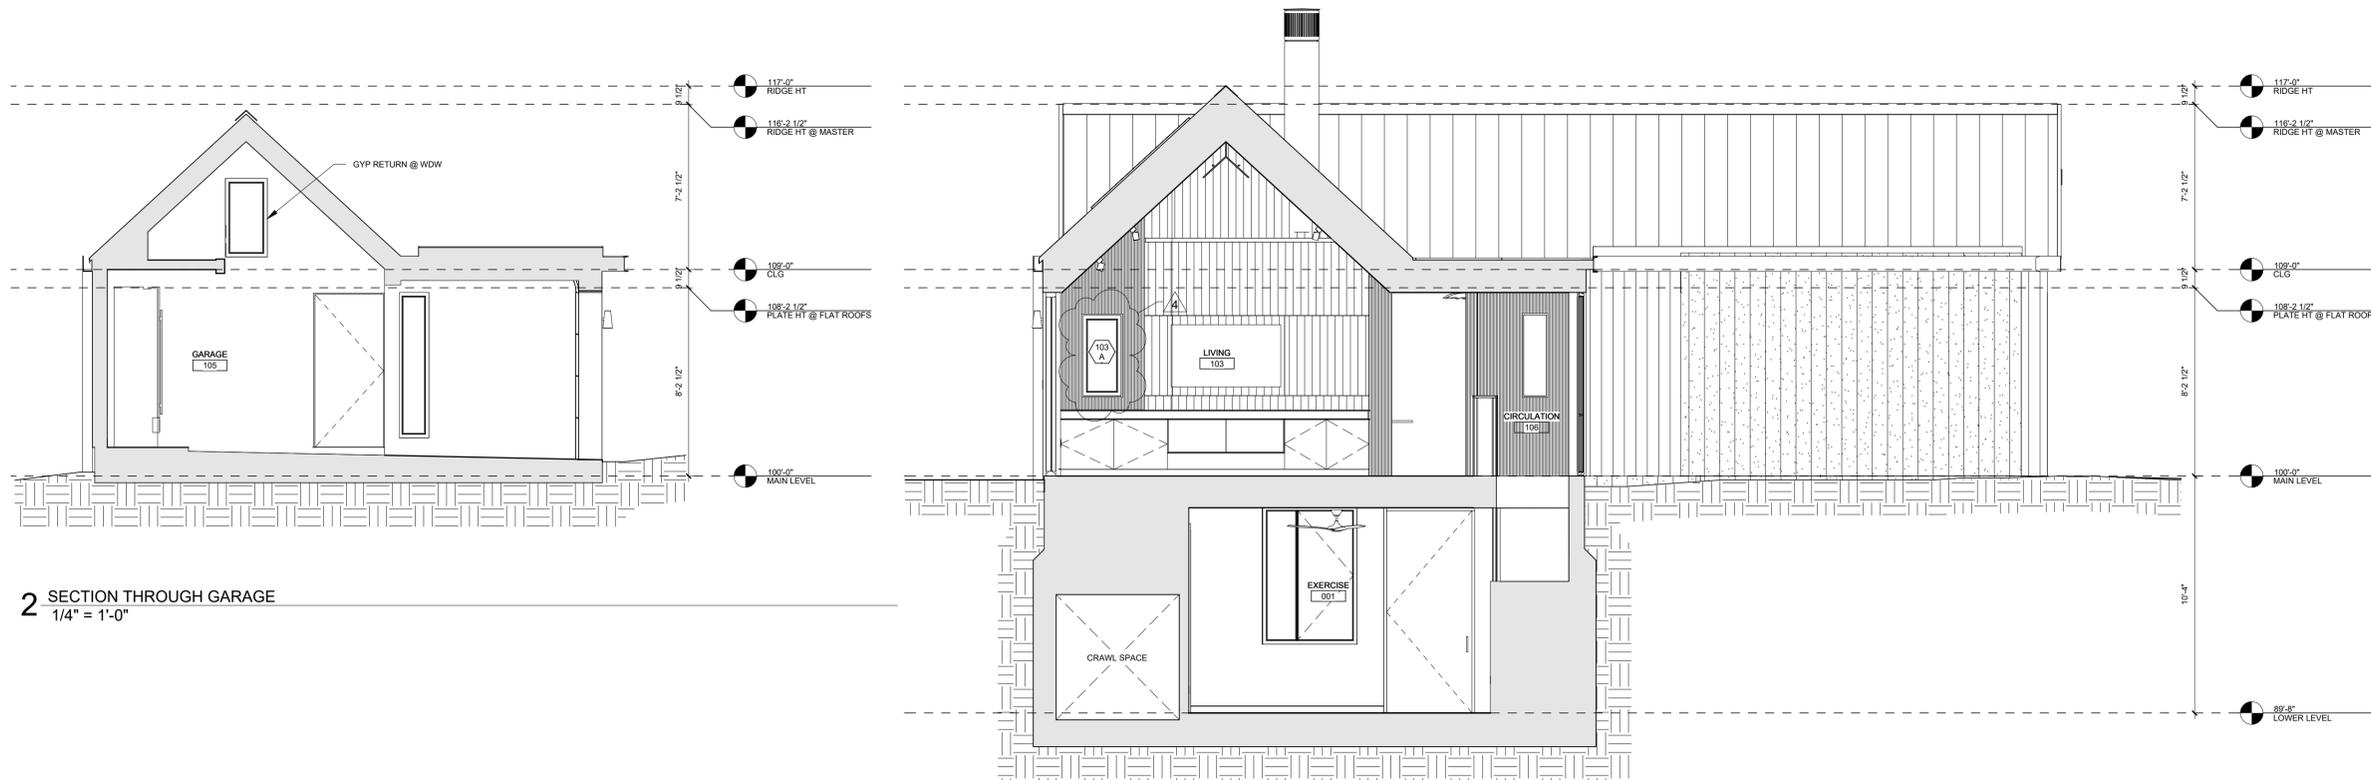 117'-0"
RIDGE HT
9 1/2"
116'-2 1/2"
RIDGE HT @ MASTER
GYP RETURN @ WDW
7'-2 1/2"
109'-0"
CLG
9 1/2"
108'-2 1/2"
PLATE HT @ FLAT ROOFS
GARAGE
105
8'-2 1/2"
100'-0"
MAIN LEVEL
2 SECTION THROUGH GARAGE
1/4" = 1'-0"
117'-0"
RIDGE HT
9 1/2"
116'-2 1/2"
RIDGE HT @ MASTER
7'-2 1/2"
109'-0"
CLG
9 1/2"
108'-2 1/2"
PLATE HT @ FLAT ROOF
4
103
A
LIVING
103
8'-2 1/2"
CIRCULATION
106
100'-0"
MAIN LEVEL
EXERCISE
001
10'-4"
CRAWL SPACE
89'-8"
LOWER LEVEL